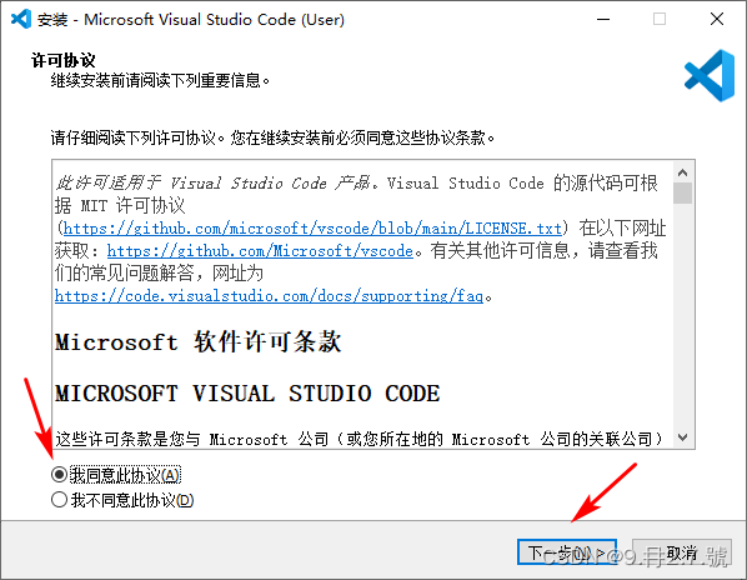 安装 - Microsoft Visual Studio Code (User)
许可协议
继续安装前请阅读下列重要信息。
请仔细阅读下列许可协议。您在继续安装前必须同意这些协议条款。
此许可适用于 Visual Studio Code 产品。Visual Studio Code 的源代码可根
据 MIT 许可协议
(https://github.com/microsoft/vscode/blob/main/LICENSE.txt) 在以下网址
获取：https://github.com/Microsoft/vscode。有关其他许可信息，请查看我
们的常见问题解答，网址为
https://code.visualstudio.com/docs/supporting/faq。
Microsoft 软件许可条款
MICROSOFT VISUAL STUDIO CODE
这些许可条款是您与 Microsoft 公司（或您所在地的 Microsoft 公司的关联公司）
我同意此协议(A)
我不同意此协议(D)
下一步(N) >
取消
CSDN @9.月2.7.號